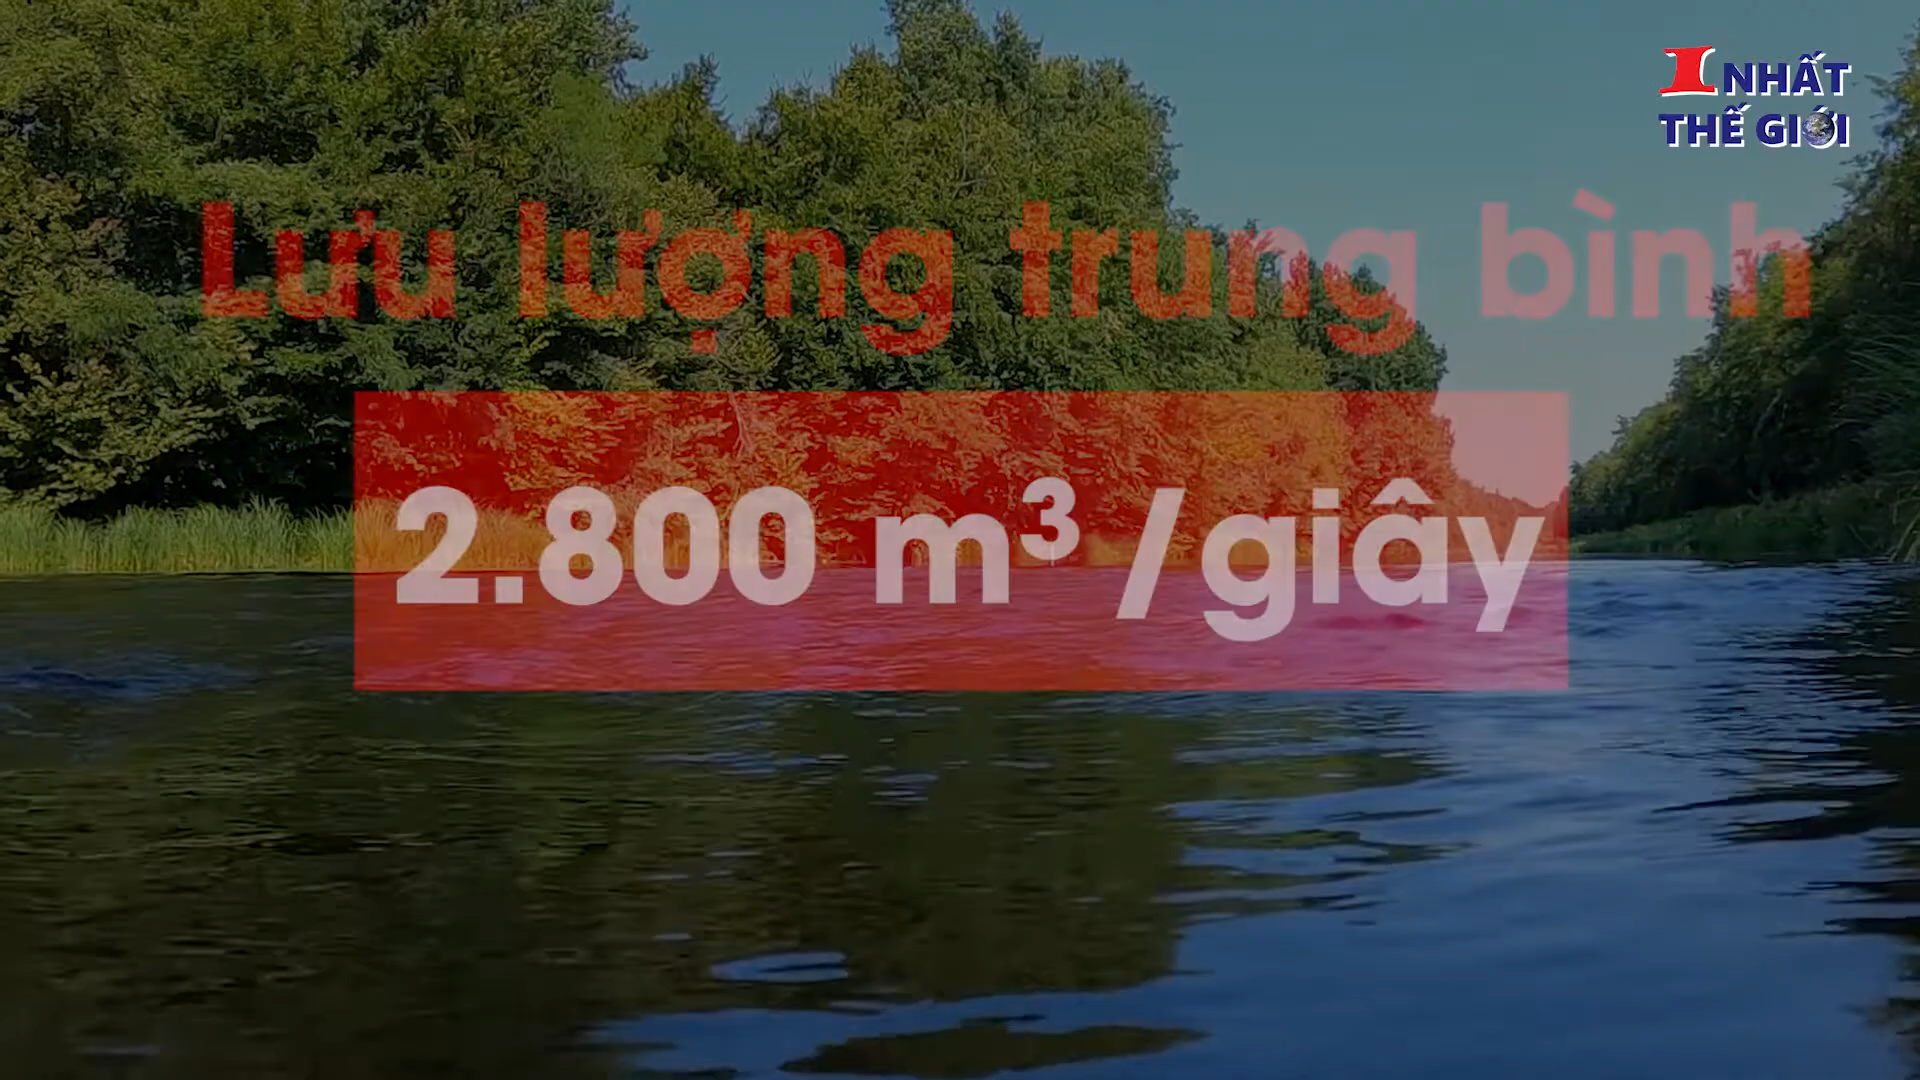 1 NHẤT
THẾ GIỚI
Lưu lượng trung bình
2.800 m³ /giây